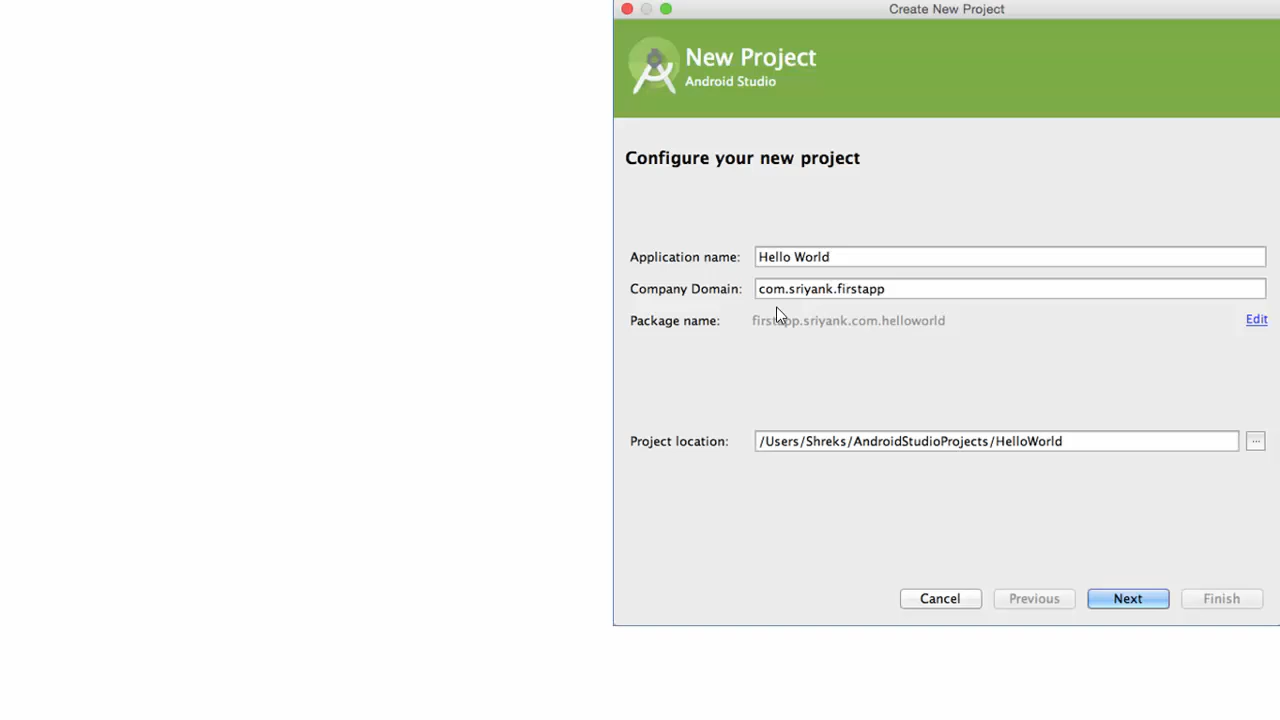 Create New Project
New Project
Android Studio
Configure your new project
Application name: Hello World
Company Domain: com.sriyank.firstapp
Package name: firstapp.sriyank.com.helloworld Edit
Project location: /Users/Shreks/AndroidStudioProjects/HelloWorld ...
Cancel Previous Next Finish